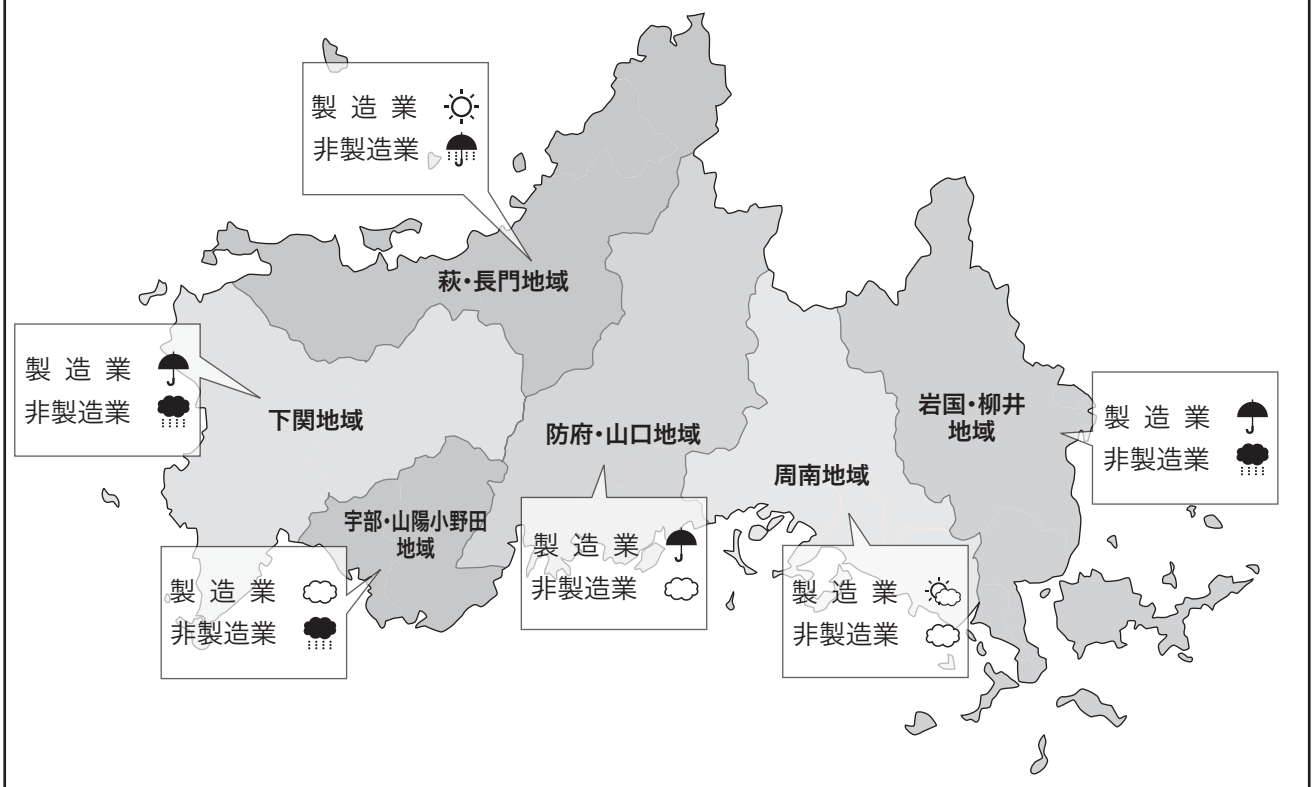 製造業
非製造業
萩・長門地域
製造業
非製造業
下関地域
岩国・柳井
地域
製造業
非製造業
防府・山口地域
周南地域
宇部・山陽小野田
地域
製造業
非製造業
製造業
非製造業
製造業
非製造業